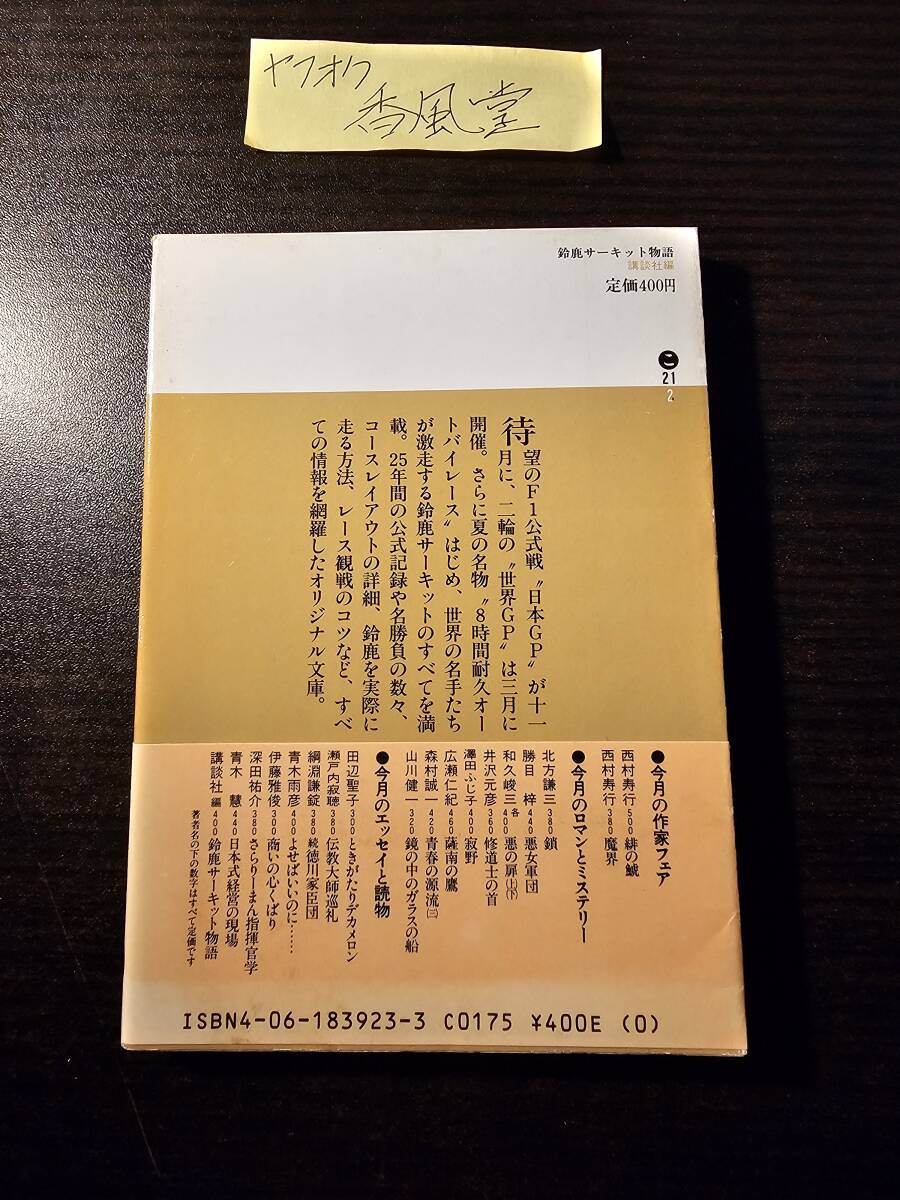 ヤフオク
香風堂
鈴鹿サーキット物語
講談社編
定価400円
こ
21
2
待望のF1公式戦〝日本GP〟が十一
月に、二輪の〝世界GP〟は三月に
開催。さらに夏の名物〝8時間耐久オー
トバイレース〟はじめ、世界の名手たち
が激走する鈴鹿サーキットのすべてを満
載。25年間の公式記録や名勝負の数々、
コースレイアウトの詳細、鈴鹿を実際に
走る方法、レース観戦のコツなど、すべ
ての情報を網羅したオリジナル文庫。
●今月の作家フェア
西村寿行500 緋の鯱
西村寿行380 魔界
●今月のロマンとミステリー
北方謙三380 鎖
勝目 梓440 悪女軍団
和久峻三各400 悪の扉(上)(下)
井沢元彦360 修道士の首
澤田ふじ子400 寂野
広瀬仁紀460 薩南の鷹
森村誠一420 青春の源流㈢
山川健一320 鏡の中のガラスの船
●今月のエッセイと読物
田辺聖子300 ときがたりデカメロン
瀬戸内寂聴380 伝教大師巡礼
綱淵謙錠380 続徳川家臣団
青木雨彦400 よせばいいのに……
伊藤雅俊300 商いの心くばり
深田祐介380 さらりーまん指揮官学
青木 慧440 日本式経営の現場
講談社編400 鈴鹿サーキット物語
著者名の下の数字はすべて定価です
ISBN4-06-183923-3 C0175 ¥400E (0)